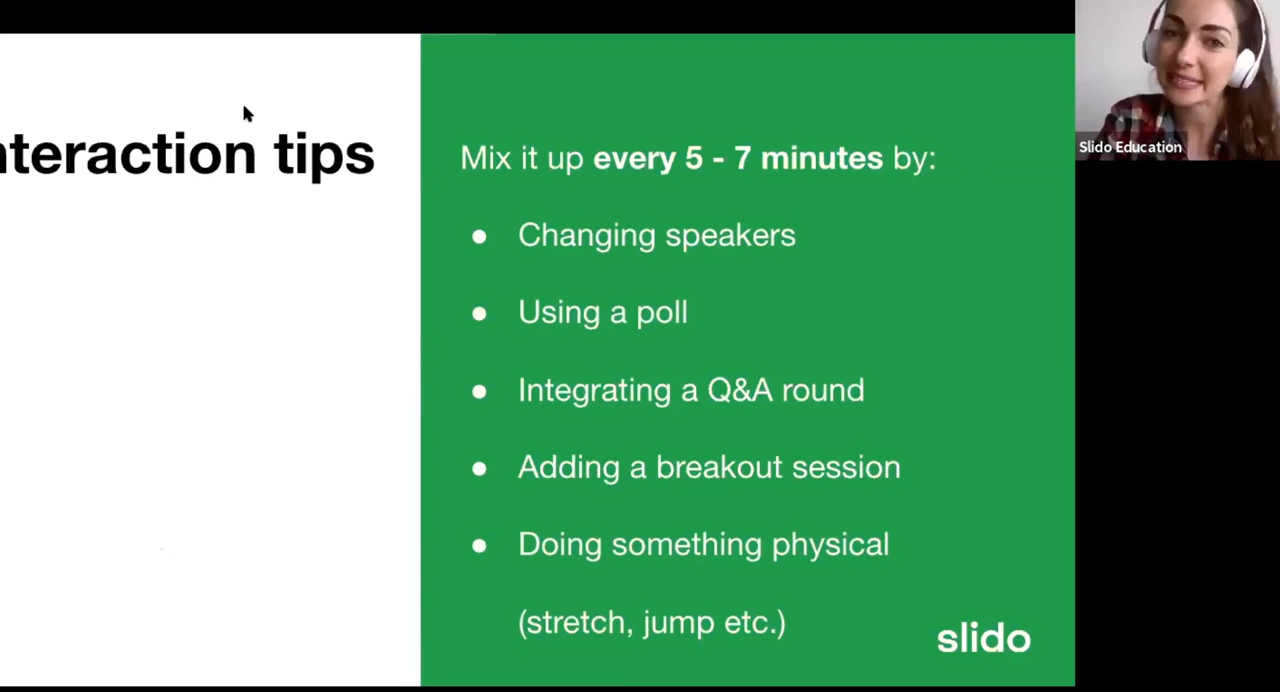 nteraction tips
Mix it up every 5 - 7 minutes by:
● Changing speakers
● Using a poll
● Integrating a Q&A round
● Adding a breakout session
● Doing something physical
(stretch, jump etc.)
slido
Slido Education